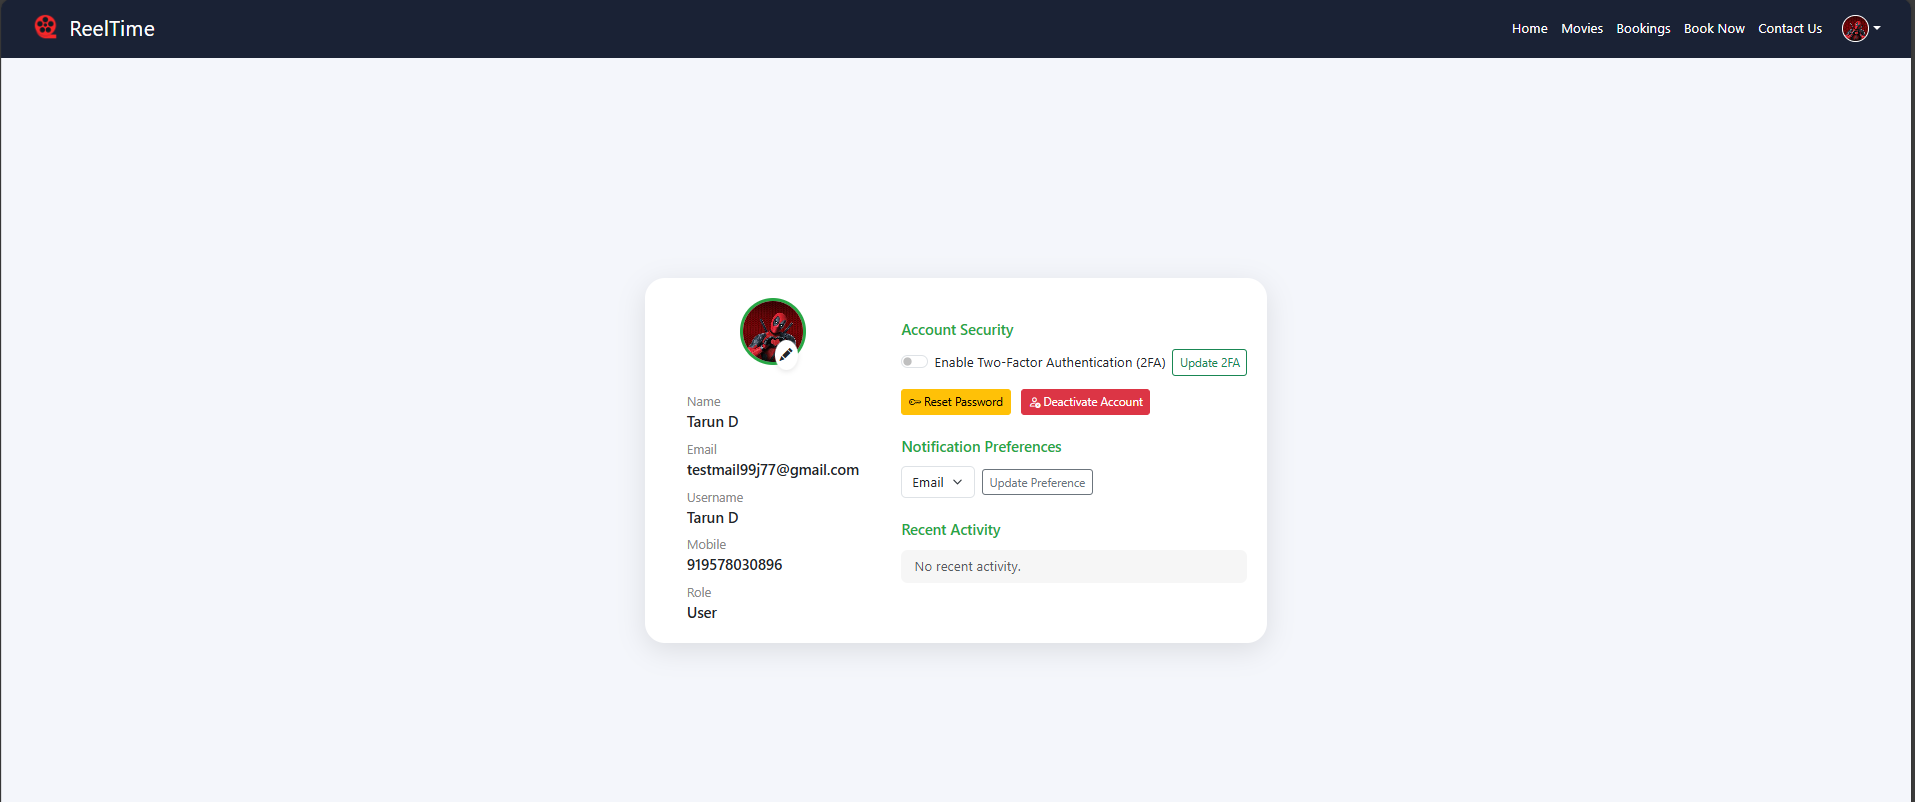 ReelTime
Home Movies Bookings Book Now Contact Us
Name
Tarun D
Email
testmail99j77@gmail.com
Username
Tarun D
Mobile
919578030896
Role
User
Account Security
Enable Two-Factor Authentication (2FA) Update 2FA
Reset Password Deactivate Account
Notification Preferences
Email Update Preference
Recent Activity
No recent activity.